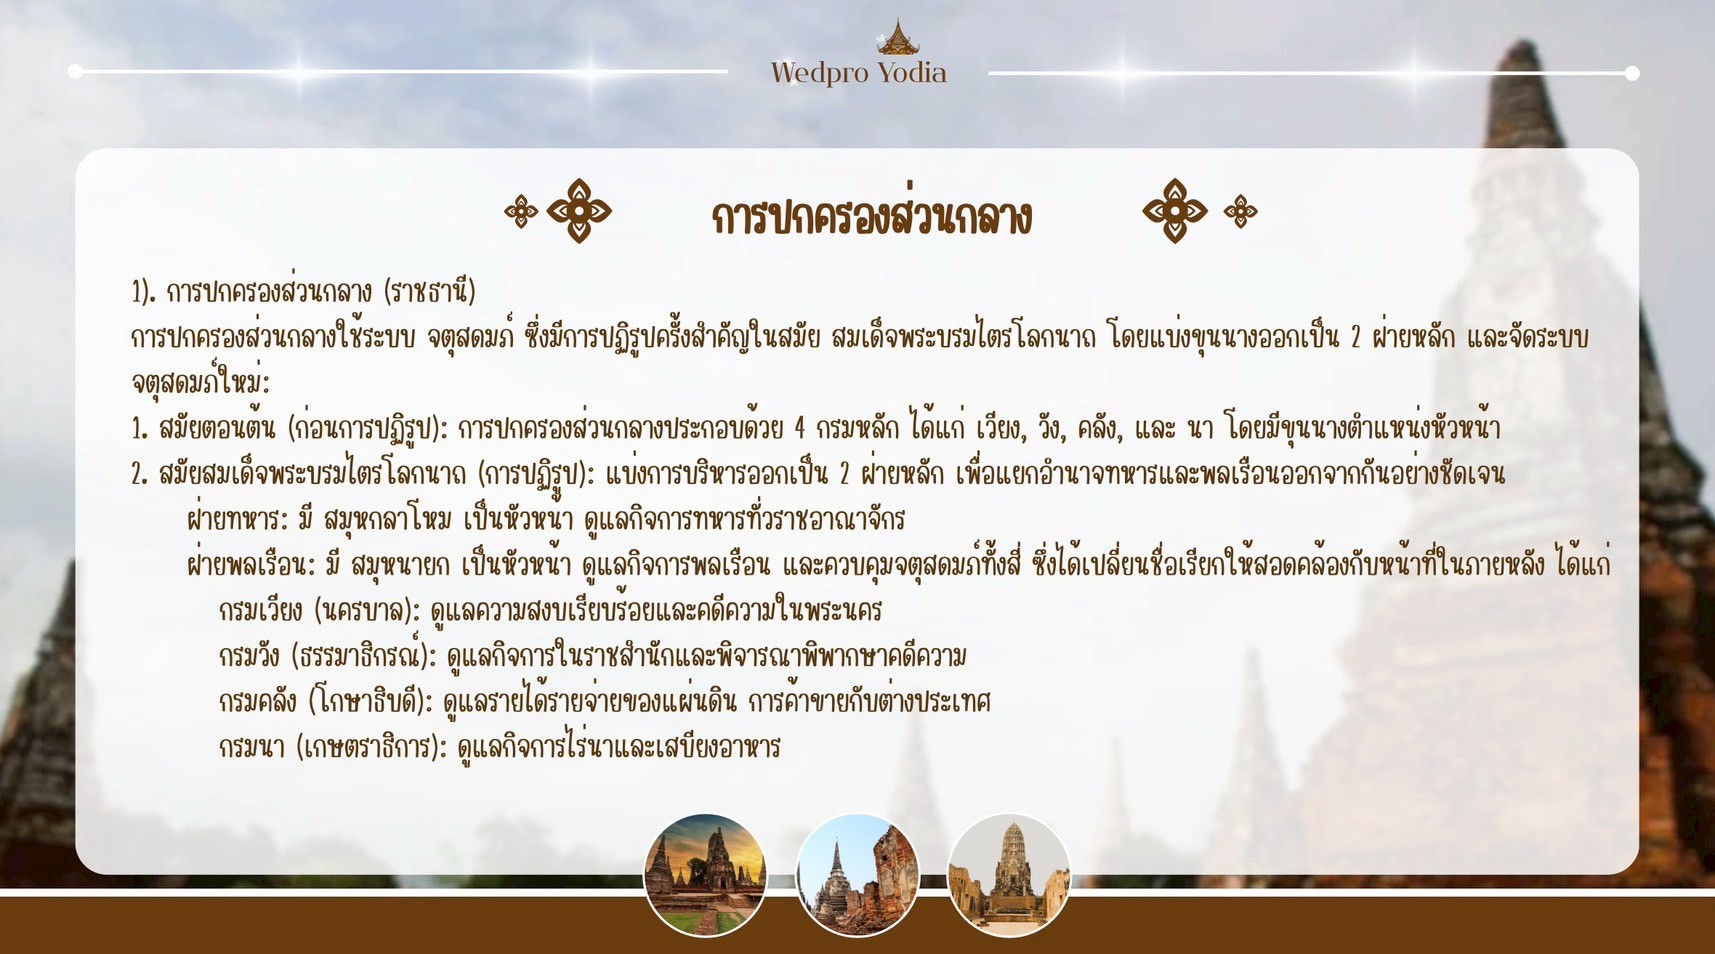 Wedpro Yodia
การปกครองส่วนกลาง
1). การปกครองส่วนกลาง (ราชธานี)
การปกครองส่วนกลางใช้ระบบ จตุสดมภ์ ซึ่งมีการปฏิรูปครั้งสำคัญในสมัย สมเด็จพระบรมไตรโลกนาถ โดยแบ่งขุนนางออกเป็น 2 ฝ่ายหลัก และจัดระบบ
จตุสดมภ์ใหม่:
1. สมัยตอนต้น (ก่อนการปฏิรูป): การปกครองส่วนกลางประกอบด้วย 4 กรมหลัก ได้แก่ เวียง, วัง, คลัง, และ นา โดยมีขุนนางตำแหน่งหัวหน้า
2. สมัยสมเด็จพระบรมไตรโลกนาถ (การปฏิรูป): แบ่งการบริหารออกเป็น 2 ฝ่ายหลัก เพื่อแยกอำนาจทหารและพลเรือนออกจากกันอย่างชัดเจน
ฝ่ายทหาร: มี สมุหกลาโหม เป็นหัวหน้า ดูแลกิจการทหารทั่วราชอาณาจักร
ฝ่ายพลเรือน: มี สมุหนายก เป็นหัวหน้า ดูแลกิจการพลเรือน และควบคุมจตุสดมภ์ทั้งสี่ ซึ่งได้เปลี่ยนชื่อเรียกให้สอดคล้องกับหน้าที่ในภายหลัง ได้แก่
กรมเวียง (นครบาล): ดูแลความสงบเรียบร้อยและคดีความในพระนคร
กรมวัง (ธรรมาธิกรณ์): ดูแลกิจการในราชสำนักและพิจารณาพิพากษาคดีความ
กรมคลัง (โกษาธิบดี): ดูแลรายได้รายจ่ายของแผ่นดิน การค้าขายกับต่างประเทศ
กรมนา (เกษตราธิการ): ดูแลกิจการไร่นาและเสบียงอาหาร